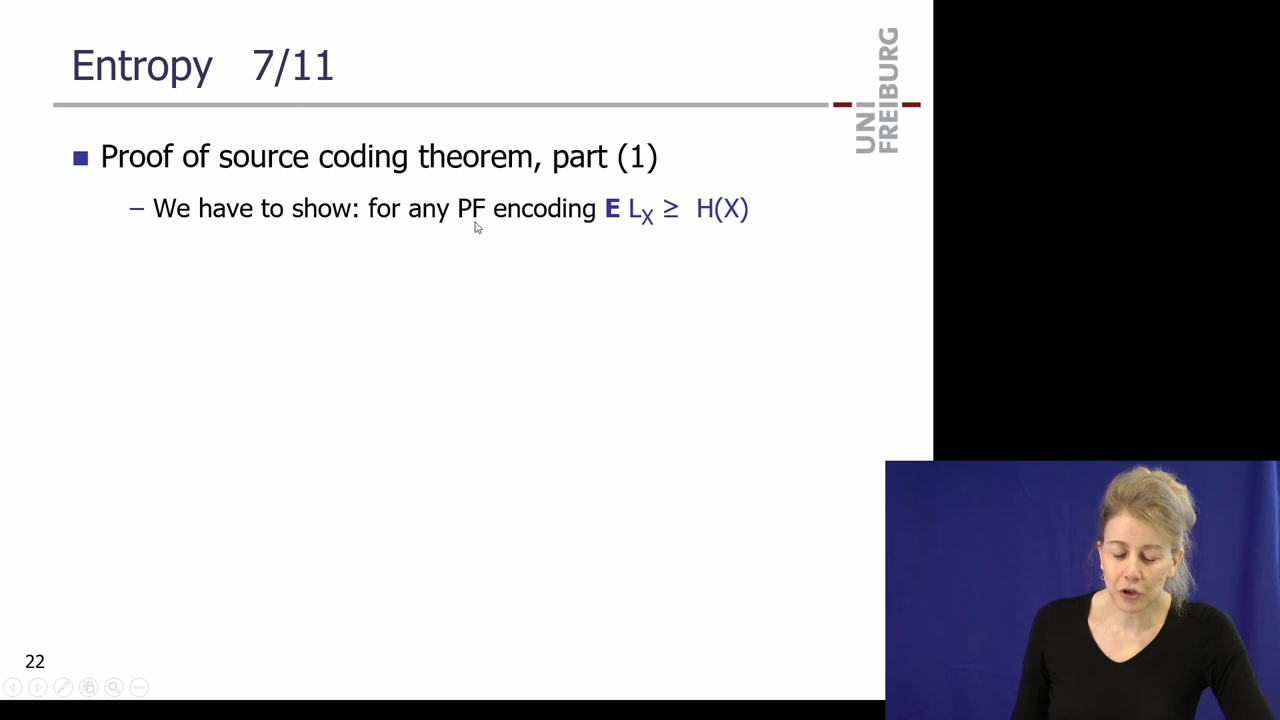 Entropy 7/11
UNI
FREIBURG
Proof of source coding theorem, part (1)
– We have to show: for any PF encoding E L_X ≥ H(X)
22